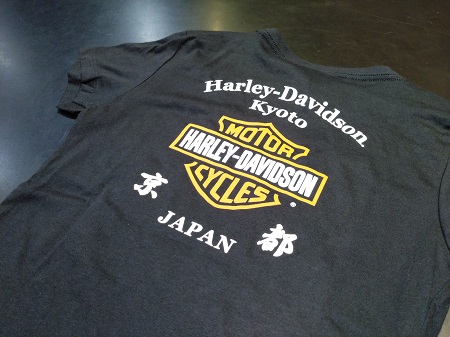 Harley-Davidson
Kyoto
MOTOR
HARLEY-DAVIDSON
CYCLES
®
京 都
JAPAN